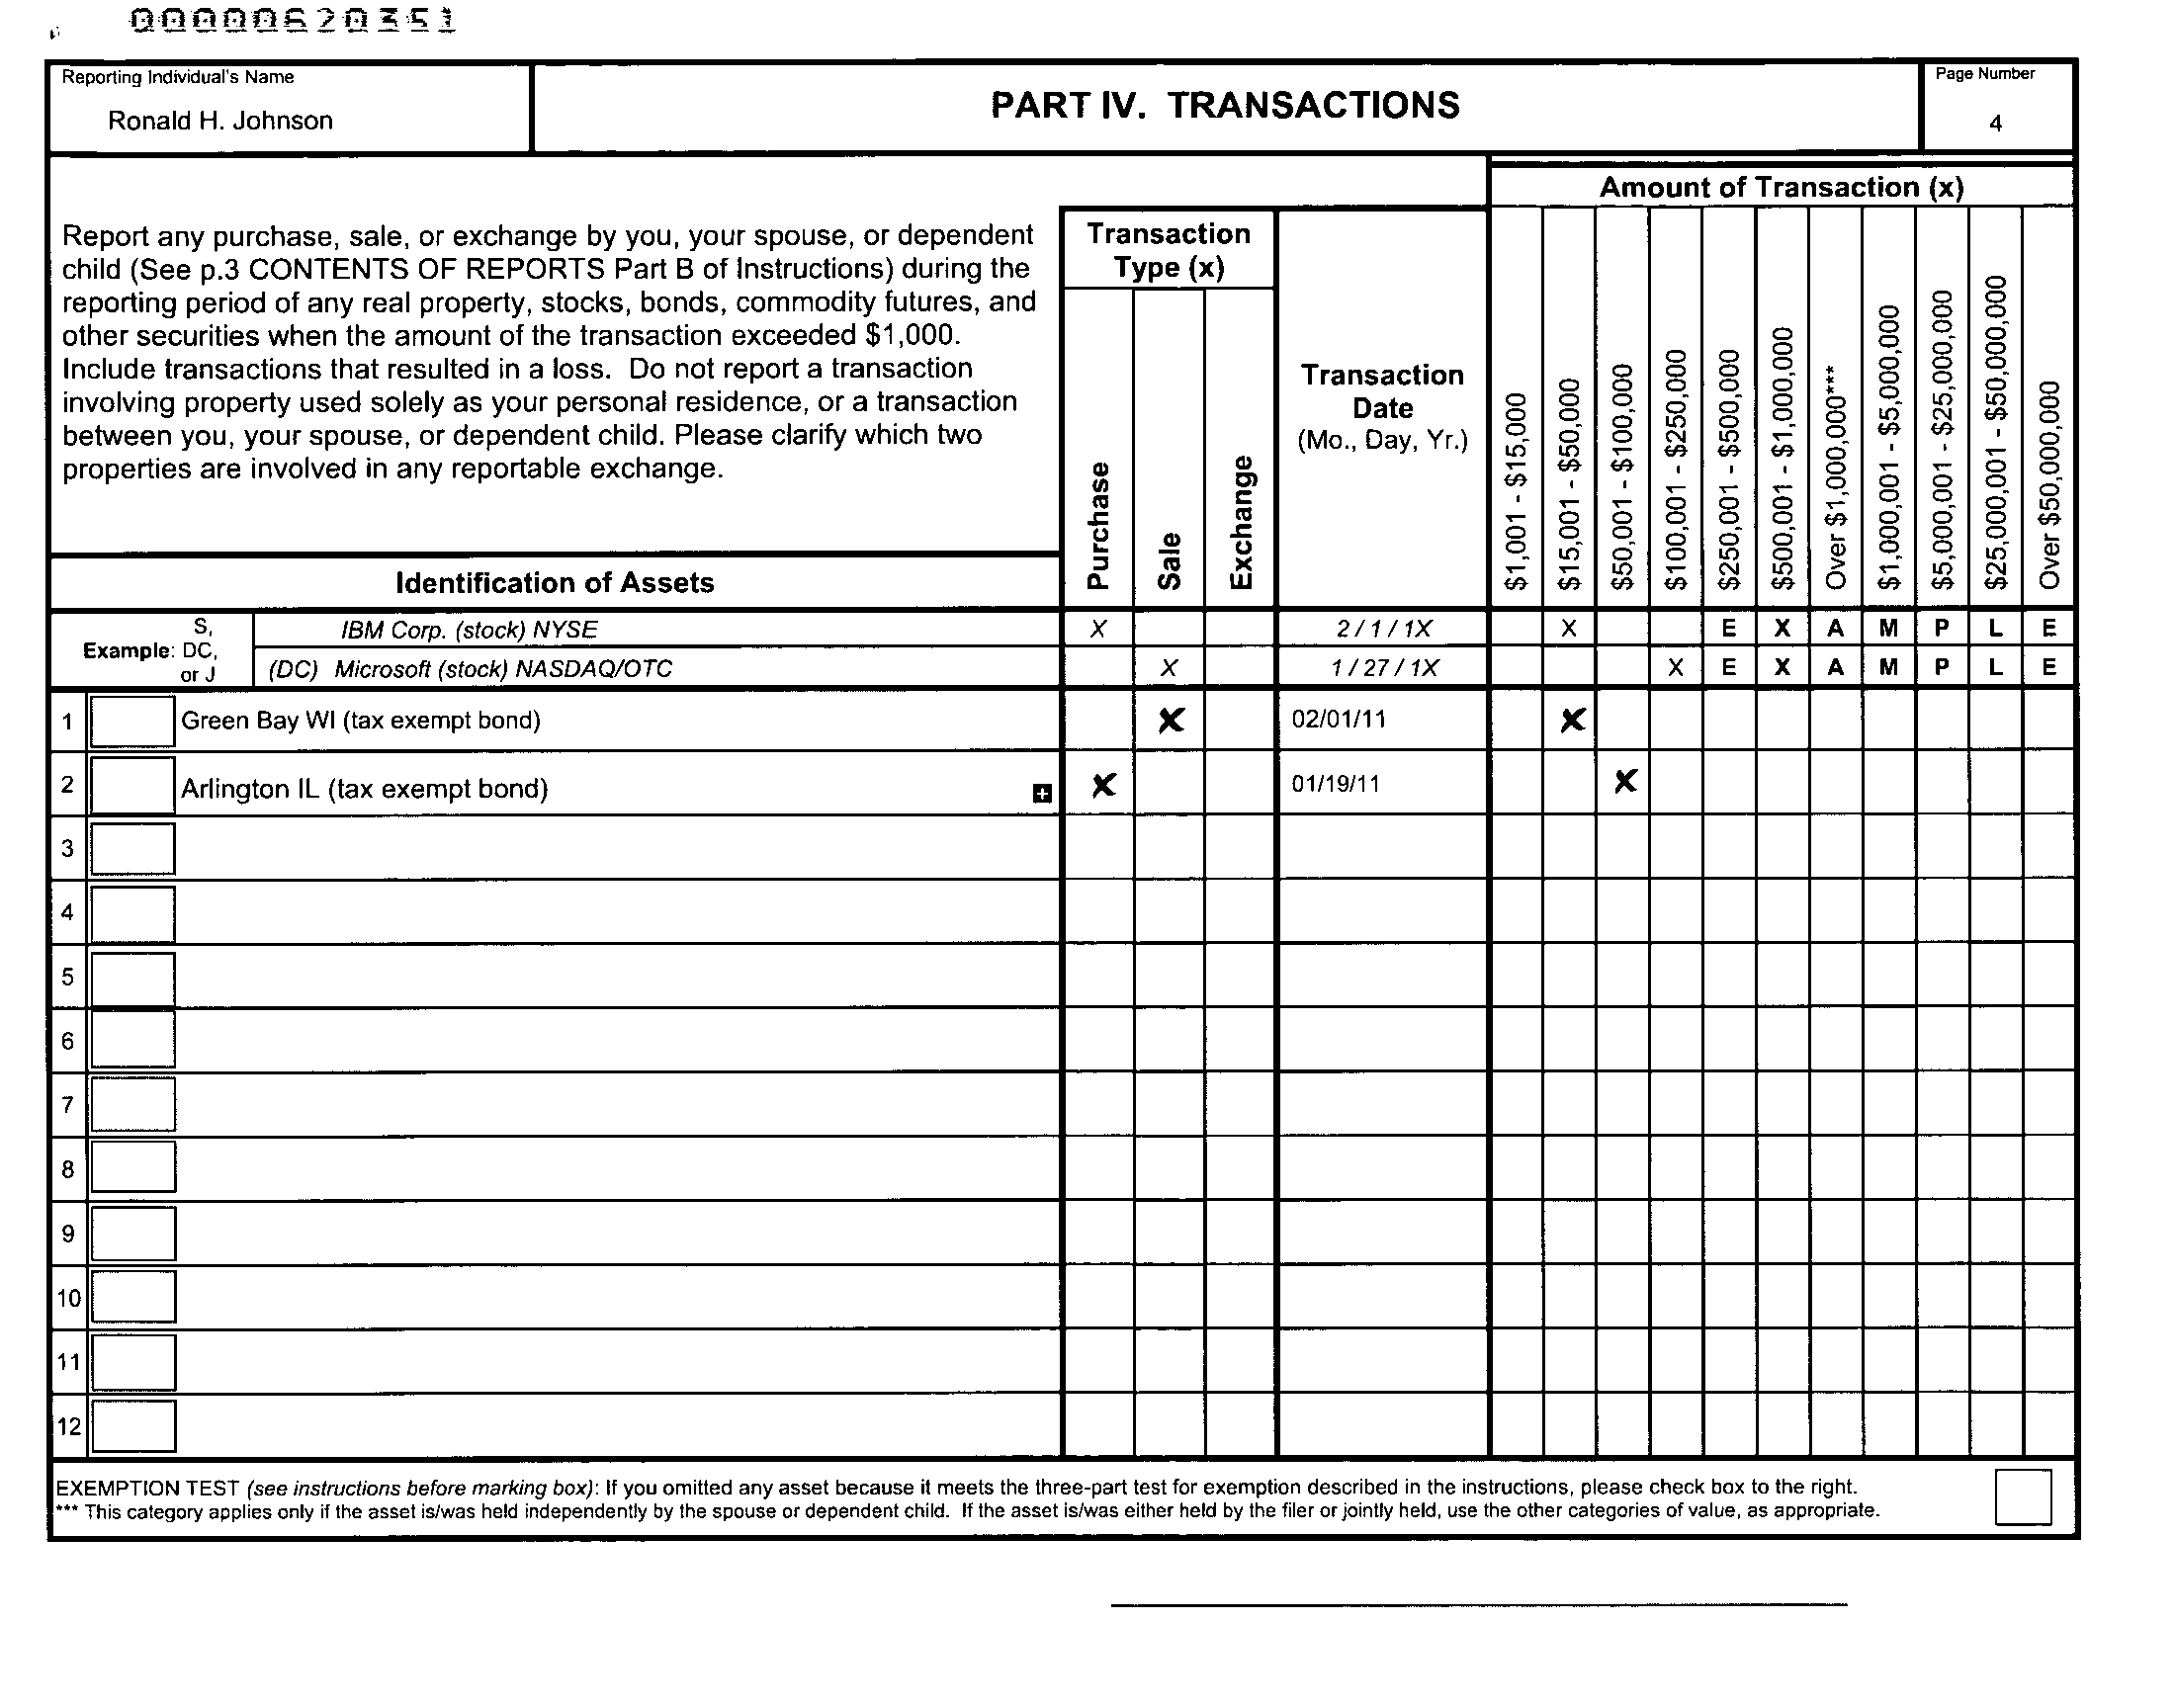 00000620351
Reporting Individual's Name
Ronald H. Johnson
PART IV. TRANSACTIONS
Page Number
4
Report any purchase, sale, or exchange by you, your spouse, or dependent
child (See p.3 CONTENTS OF REPORTS Part B of Instructions) during the
reporting period of any real property, stocks, bonds, commodity futures, and
other securities when the amount of the transaction exceeded $1,000.
Include transactions that resulted in a loss. Do not report a transaction
involving property used solely as your personal residence, or a transaction
between you, your spouse, or dependent child. Please clarify which two
properties are involved in any reportable exchange.
Identification of Assets
Transaction
Type (x)
Purchase
Sale
Exchange
Transaction
Date
(Mo., Day, Yr.)
Amount of Transaction (x)
$1,001 - $15,000
$15,001 - $50,000
$50,001 - $100,000
$100,001 - $250,000
$250,001 - $500,000
$500,001 - $1,000,000
Over $1,000,000***
$1,000,001 - $5,000,000
$5,000,001 - $25,000,000
$25,000,001 - $50,000,000
Over $50,000,000
Example: S,
DC,
or J
IBM Corp. (stock) NYSE X 2 / 1 / 1X X E X A M P L E
(DC) Microsoft (stock) NASDAQ/OTC X 1 / 27 / 1X X E X A M P L E
1 Green Bay WI (tax exempt bond) X 02/01/11 X
2 Arlington IL (tax exempt bond) + X 01/19/11 X
3
4
5
6
7
8
9
10
11
12
EXEMPTION TEST (see instructions before marking box): If you omitted any asset because it meets the three-part test for exemption described in the instructions, please check box to the right.
*** This category applies only if the asset is/was held independently by the spouse or dependent child. If the asset is/was either held by the filer or jointly held, use the other categories of value, as appropriate.